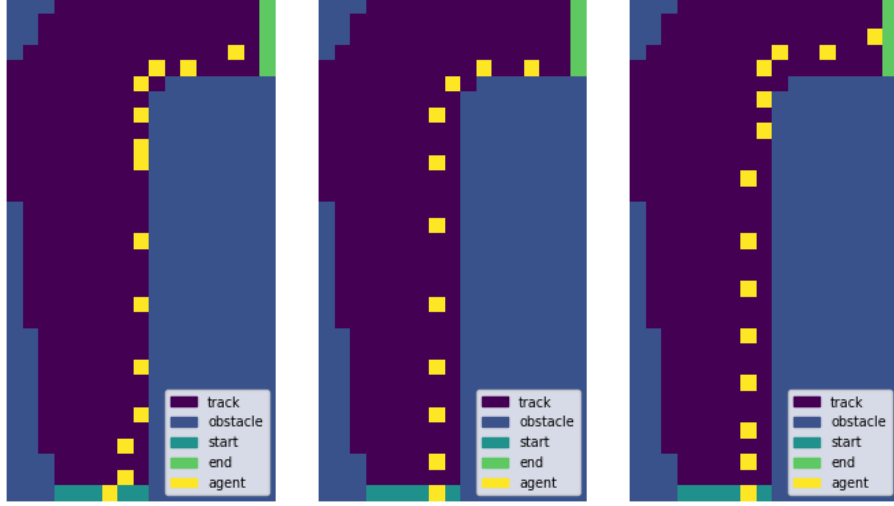 track
obstacle
start
end
agent
track
obstacle
start
end
agent
track
obstacle
start
end
agent